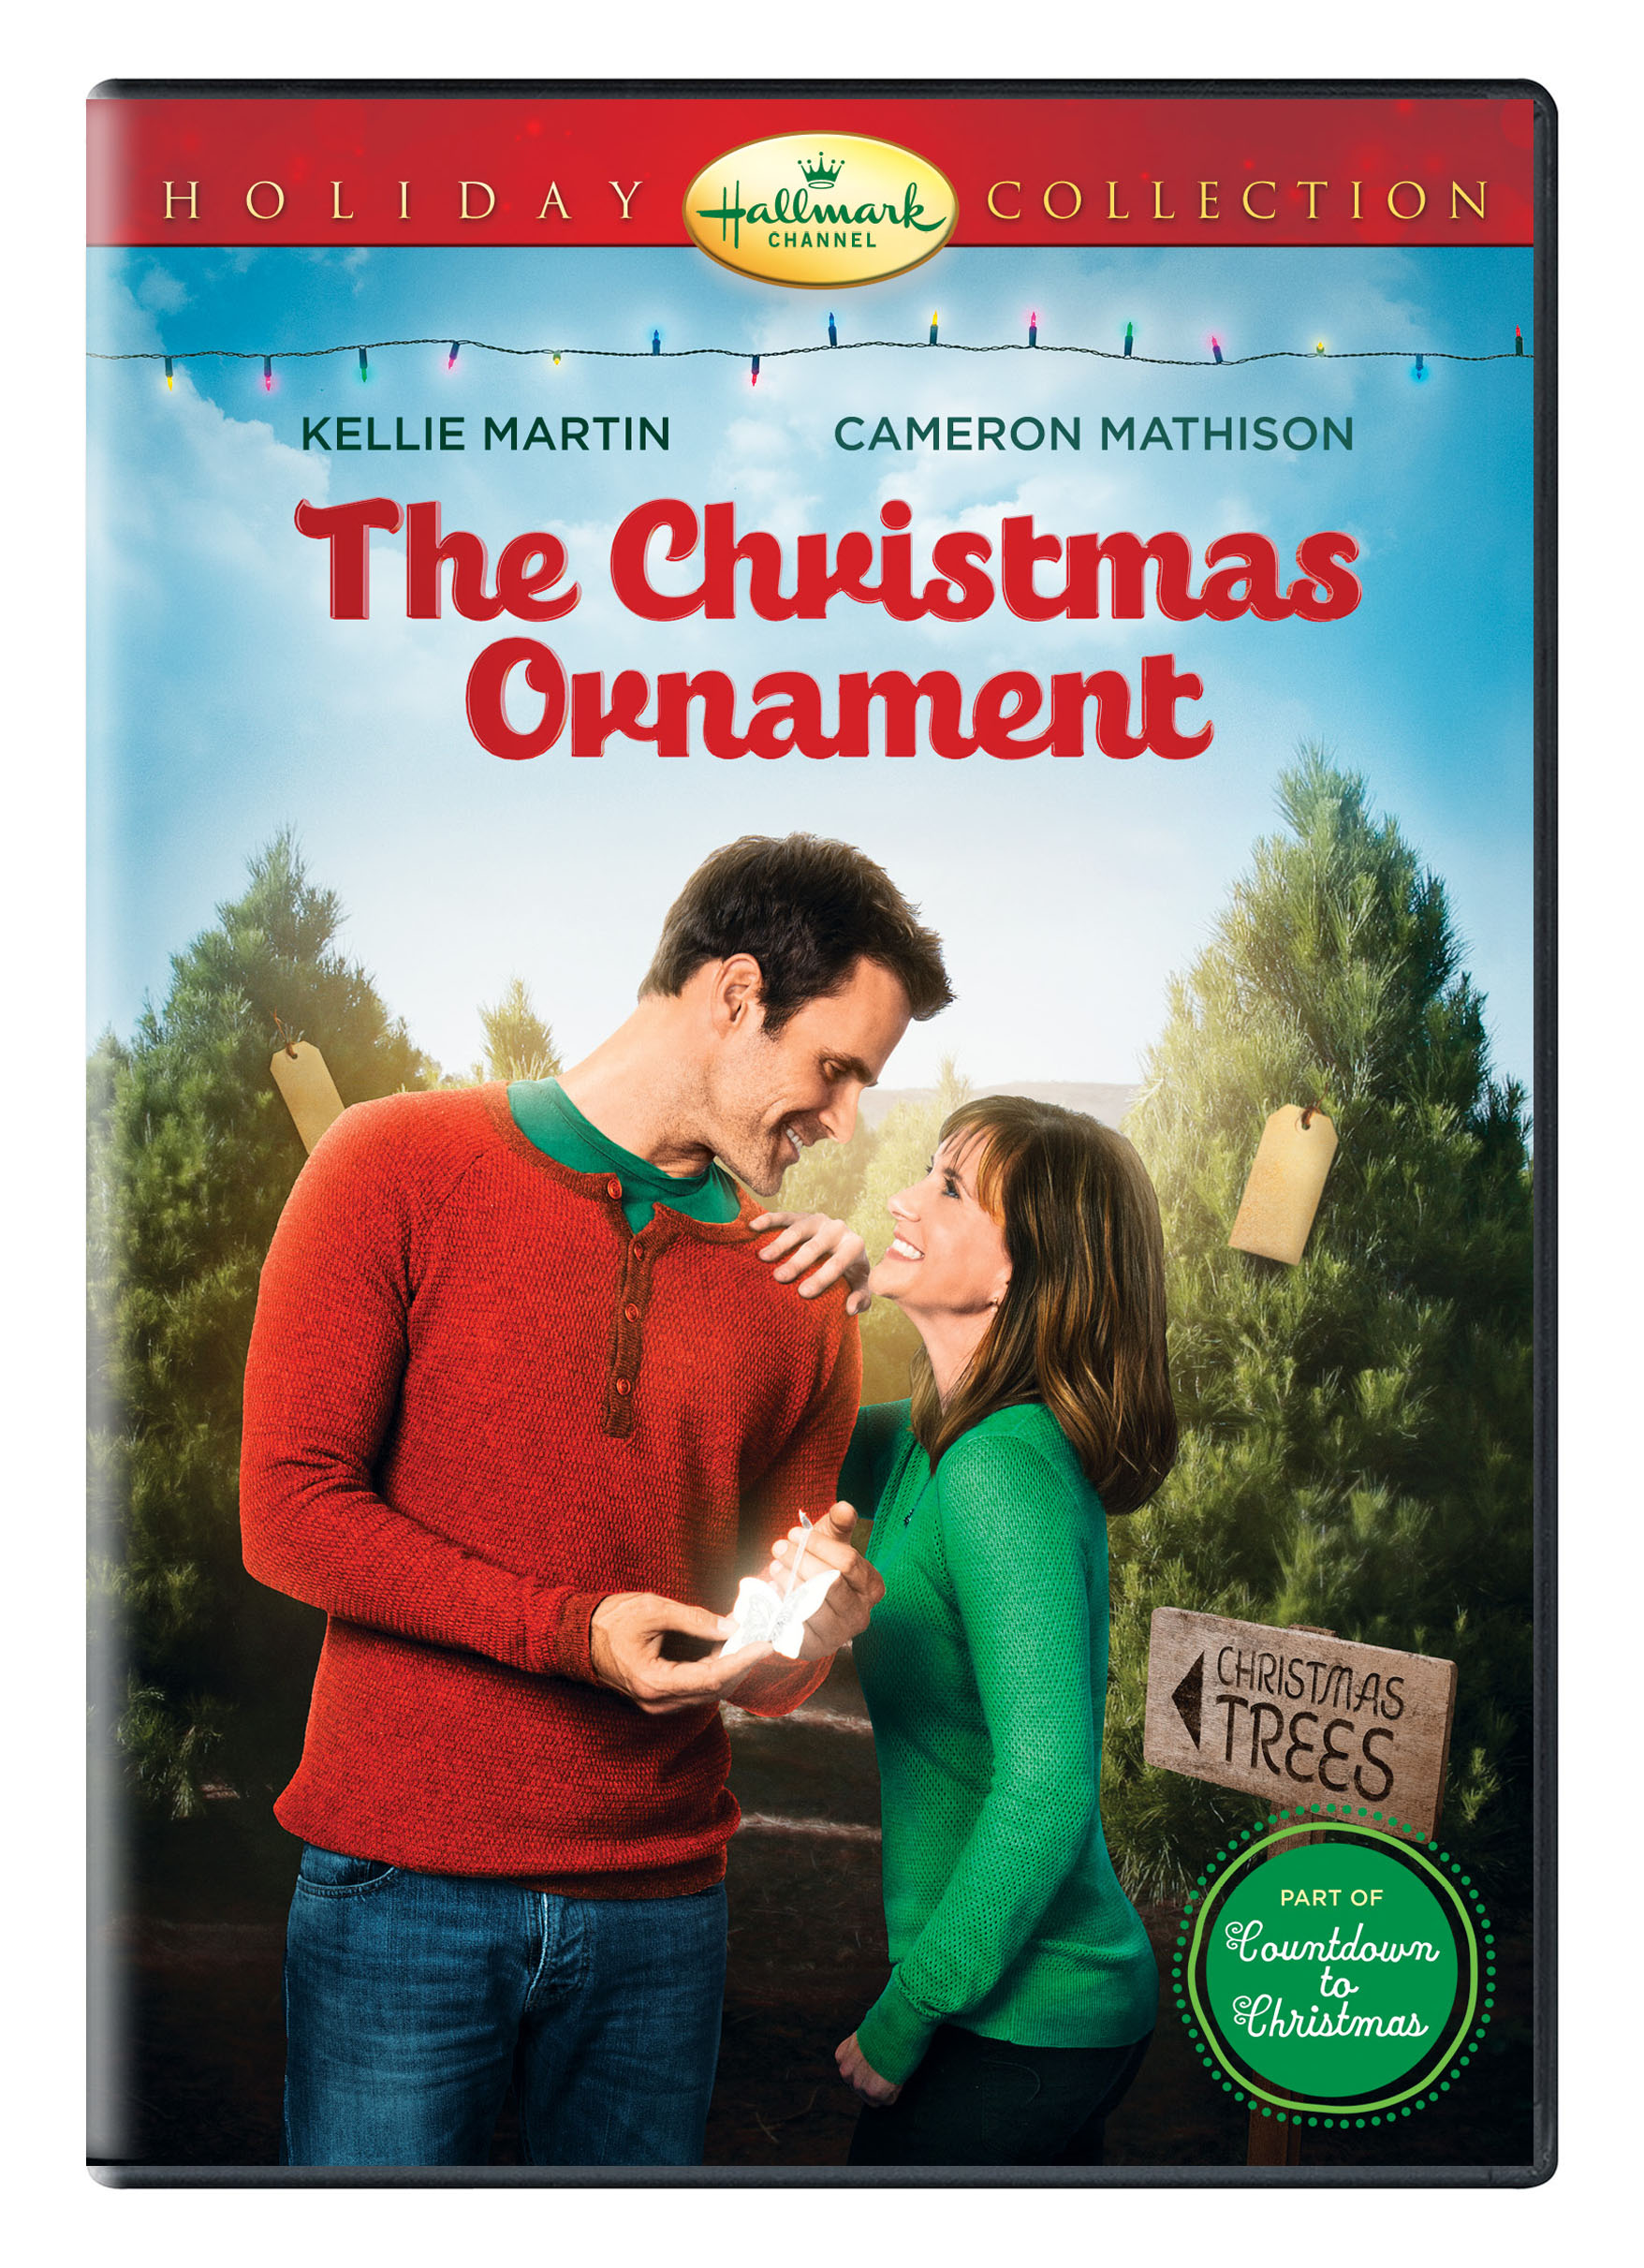 HOLIDAY Hallmark COLLECTION
CHANNEL
KELLIE MARTIN CAMERON MATHISON
The Christmas
Ornament
CHRISTMAS
TREES
PART OF
Countdown
to
Christmas